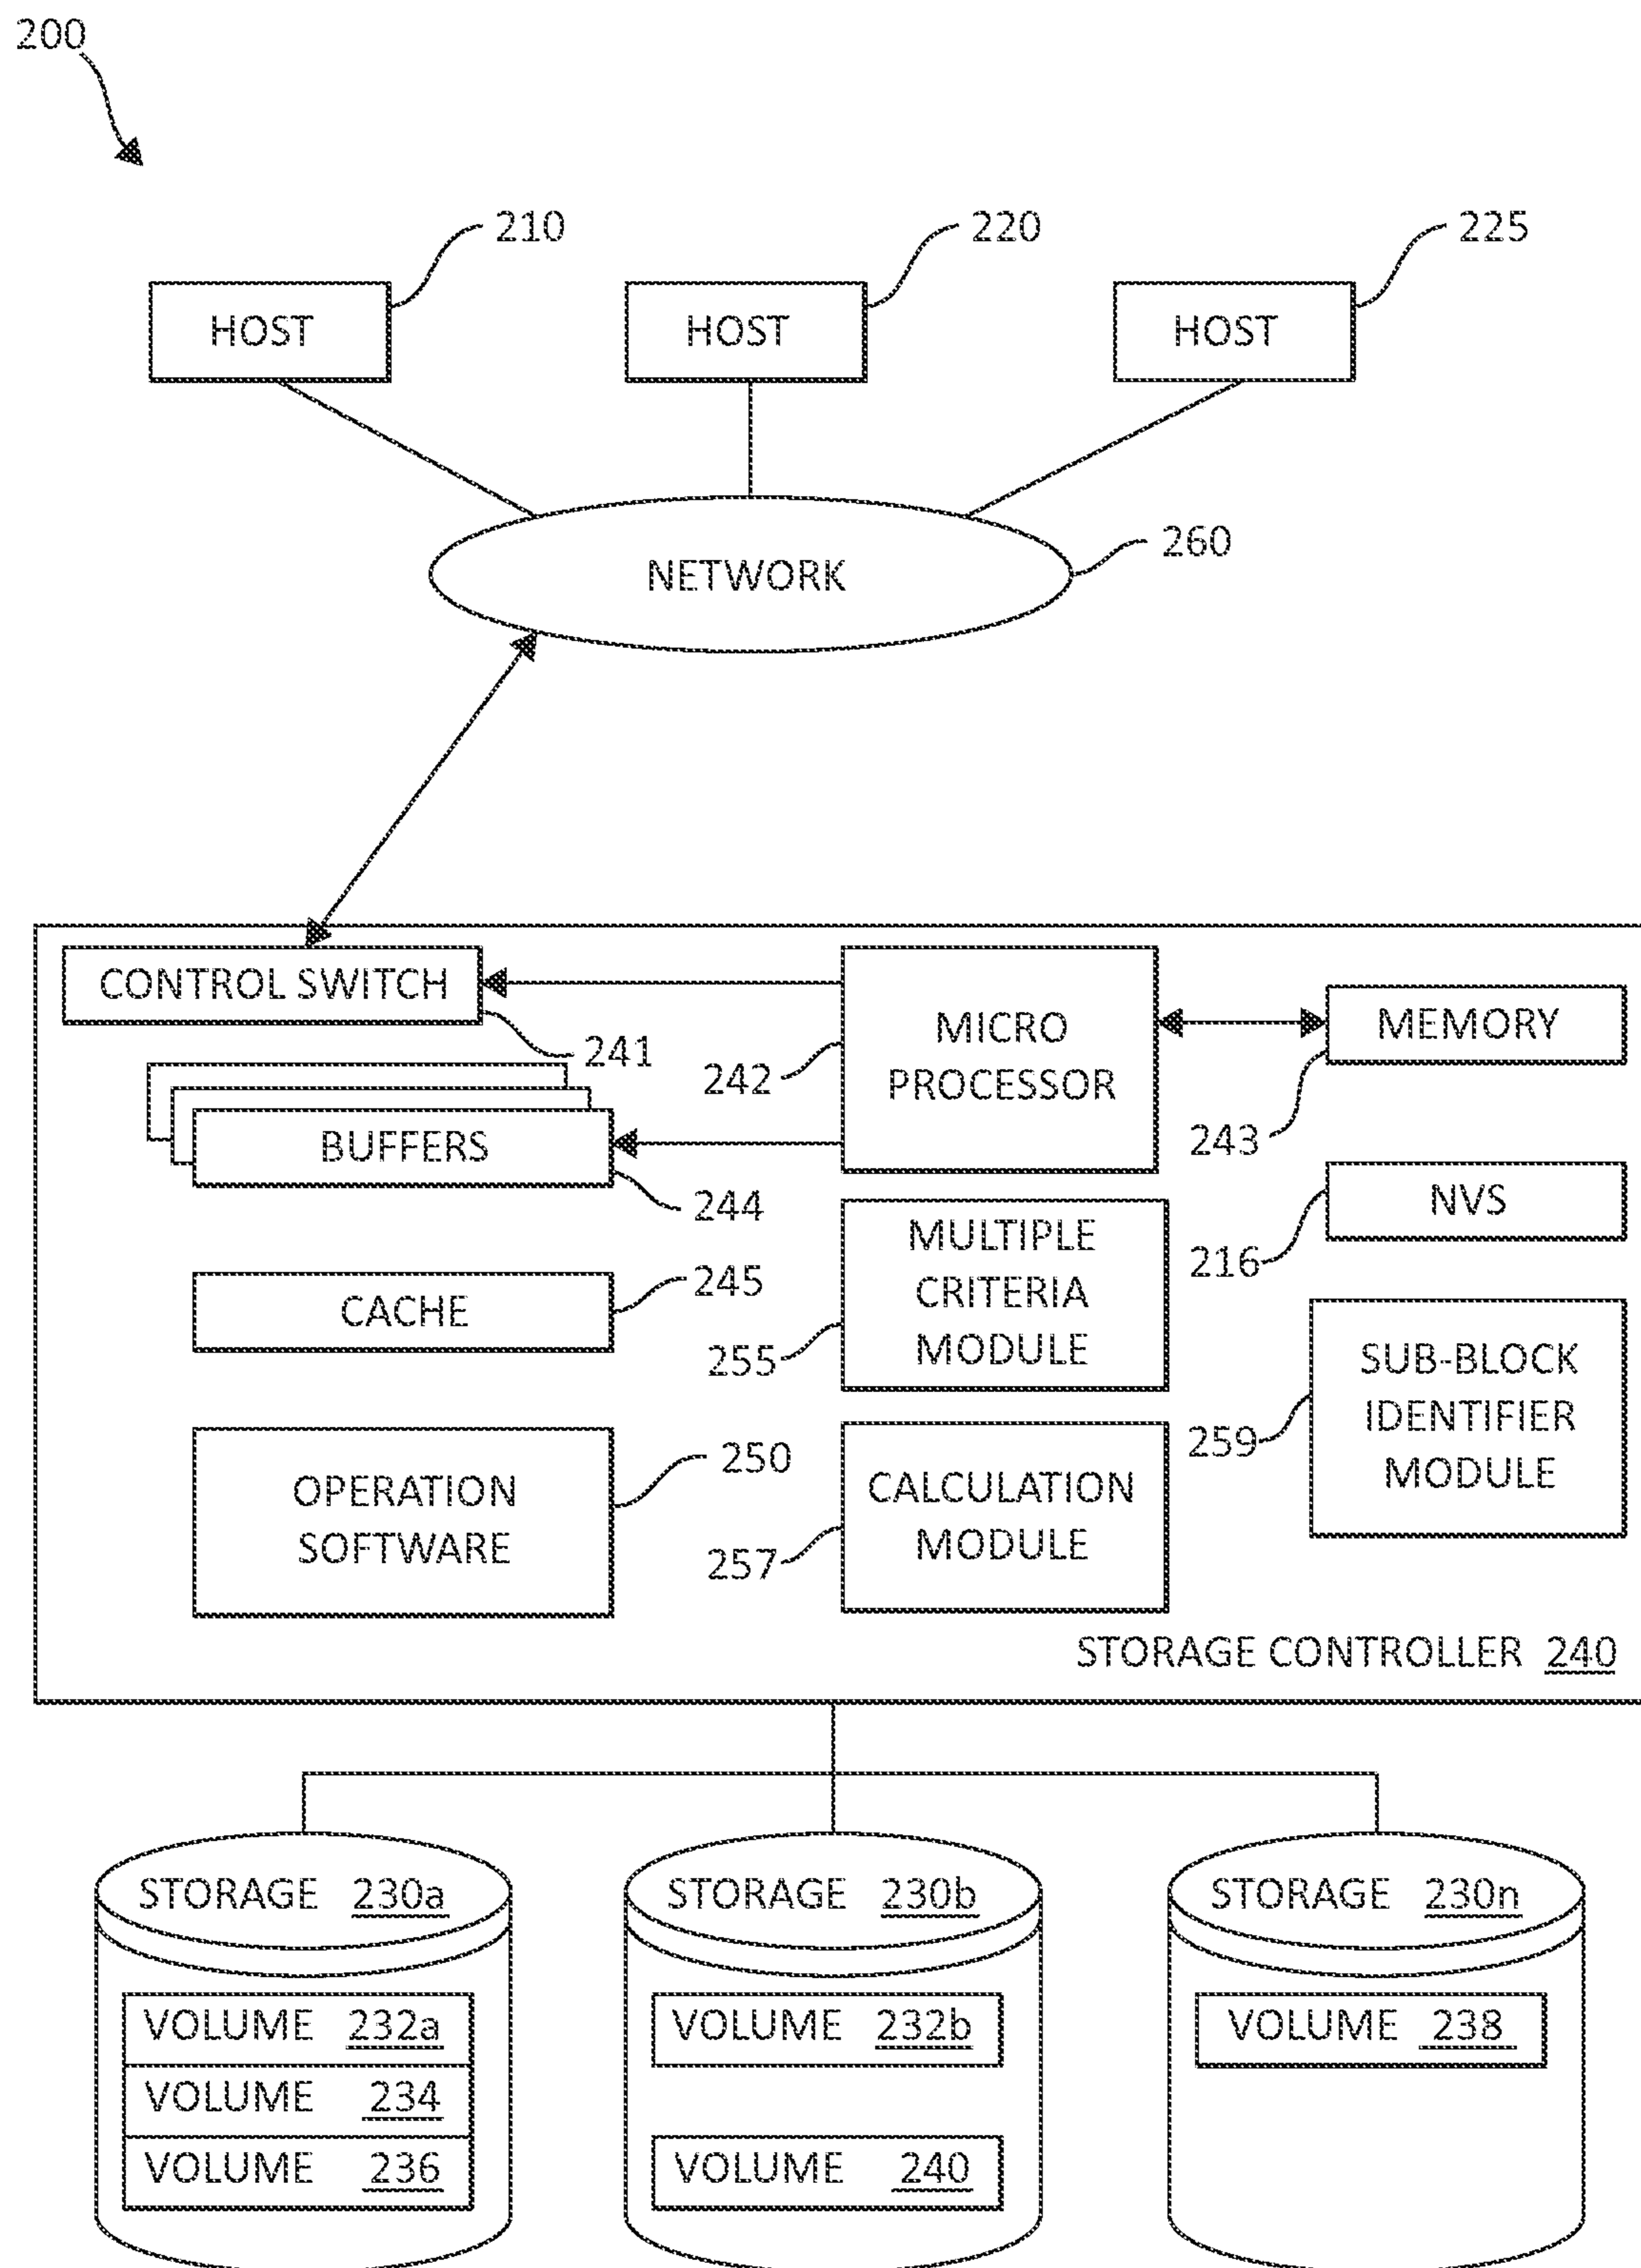 200
210
220
225
HOST
HOST
HOST
260
NETWORK
CONTROL SWITCH
241
MICRO
PROCESSOR
242
MEMORY
243
BUFFERS
244
NVS
216
CACHE
245
MULTIPLE
CRITERIA
MODULE
255
SUB-BLOCK
IDENTIFIER
MODULE
259
OPERATION
SOFTWARE
250
CALCULATION
MODULE
257
STORAGE CONTROLLER 240
STORAGE 230a
VOLUME 232a
VOLUME 234
VOLUME 236
STORAGE 230b
VOLUME 232b
VOLUME 240
STORAGE 230n
VOLUME 238